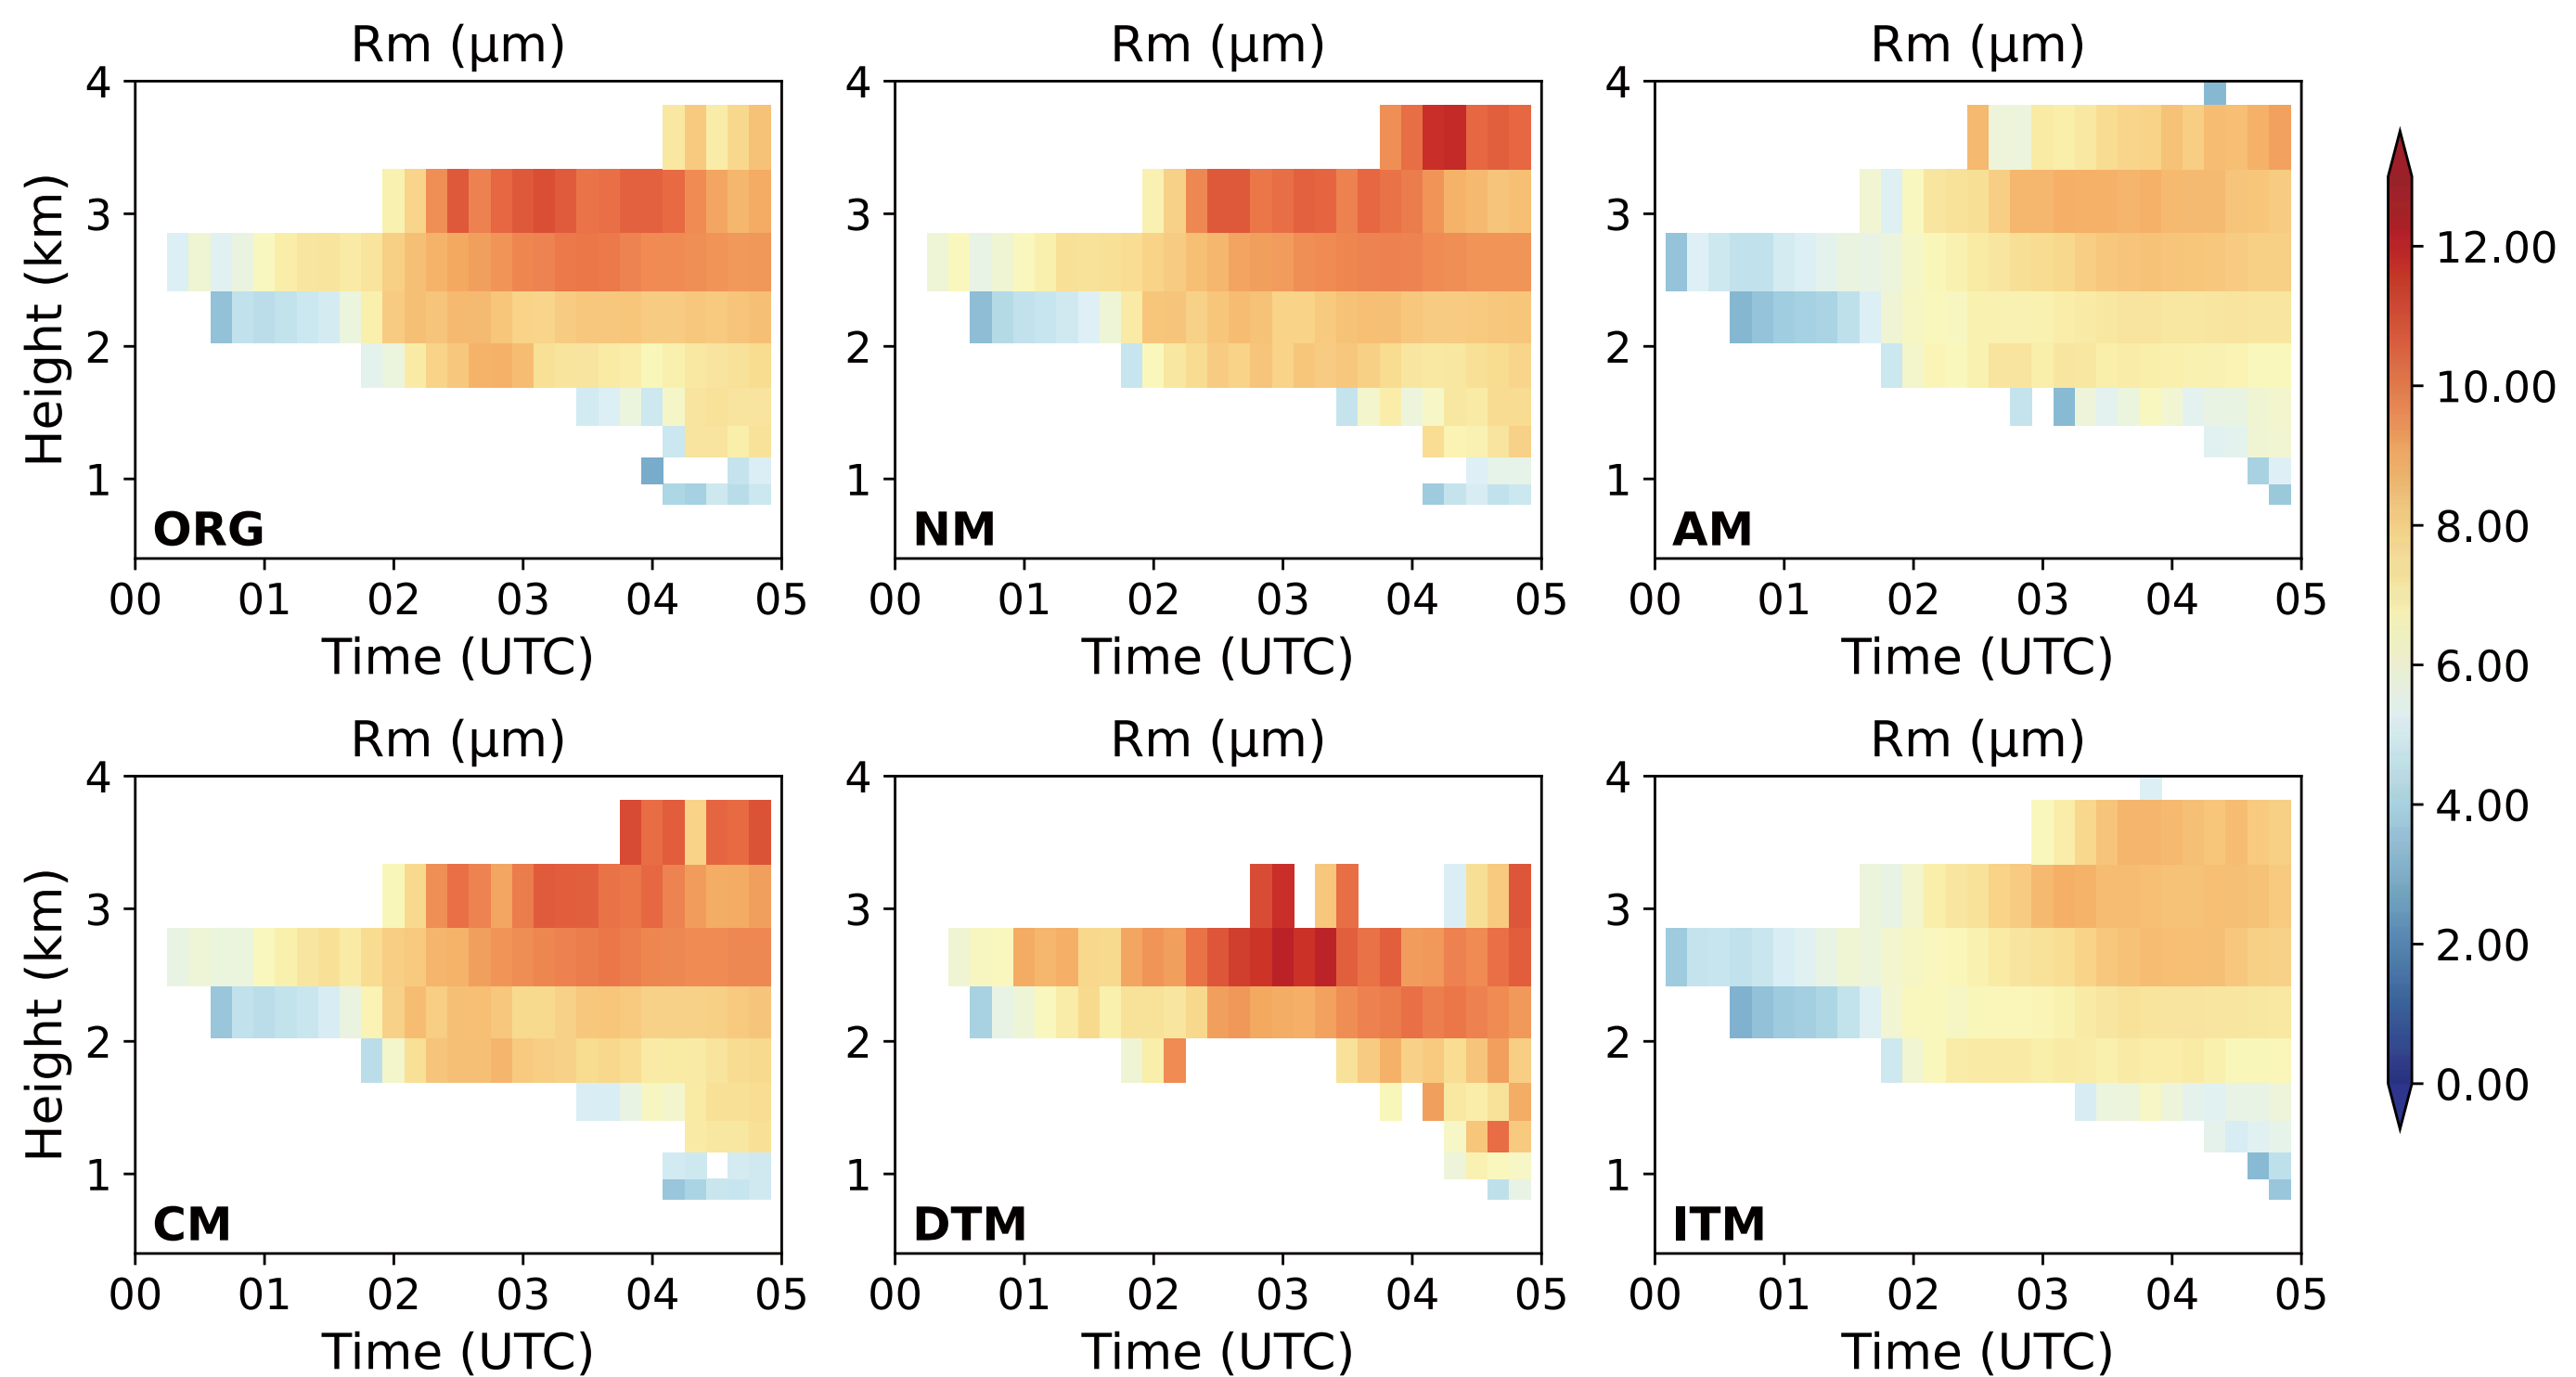 Rm (μm) Rm (μm) Rm (μm)
4 4 4
3 3 3
2 2 2
1 1 1
Height (km)
ORG NM AM
00 01 02 03 04 05 00 01 02 03 04 05 00 01 02 03 04 05
Time (UTC) Time (UTC) Time (UTC)
Rm (μm) Rm (μm) Rm (μm)
4 4 4
3 3 3
2 2 2
1 1 1
Height (km)
CM DTM ITM
00 01 02 03 04 05 00 01 02 03 04 05 00 01 02 03 04 05
Time (UTC) Time (UTC) Time (UTC)
12.00
10.00
8.00
6.00
4.00
2.00
0.00